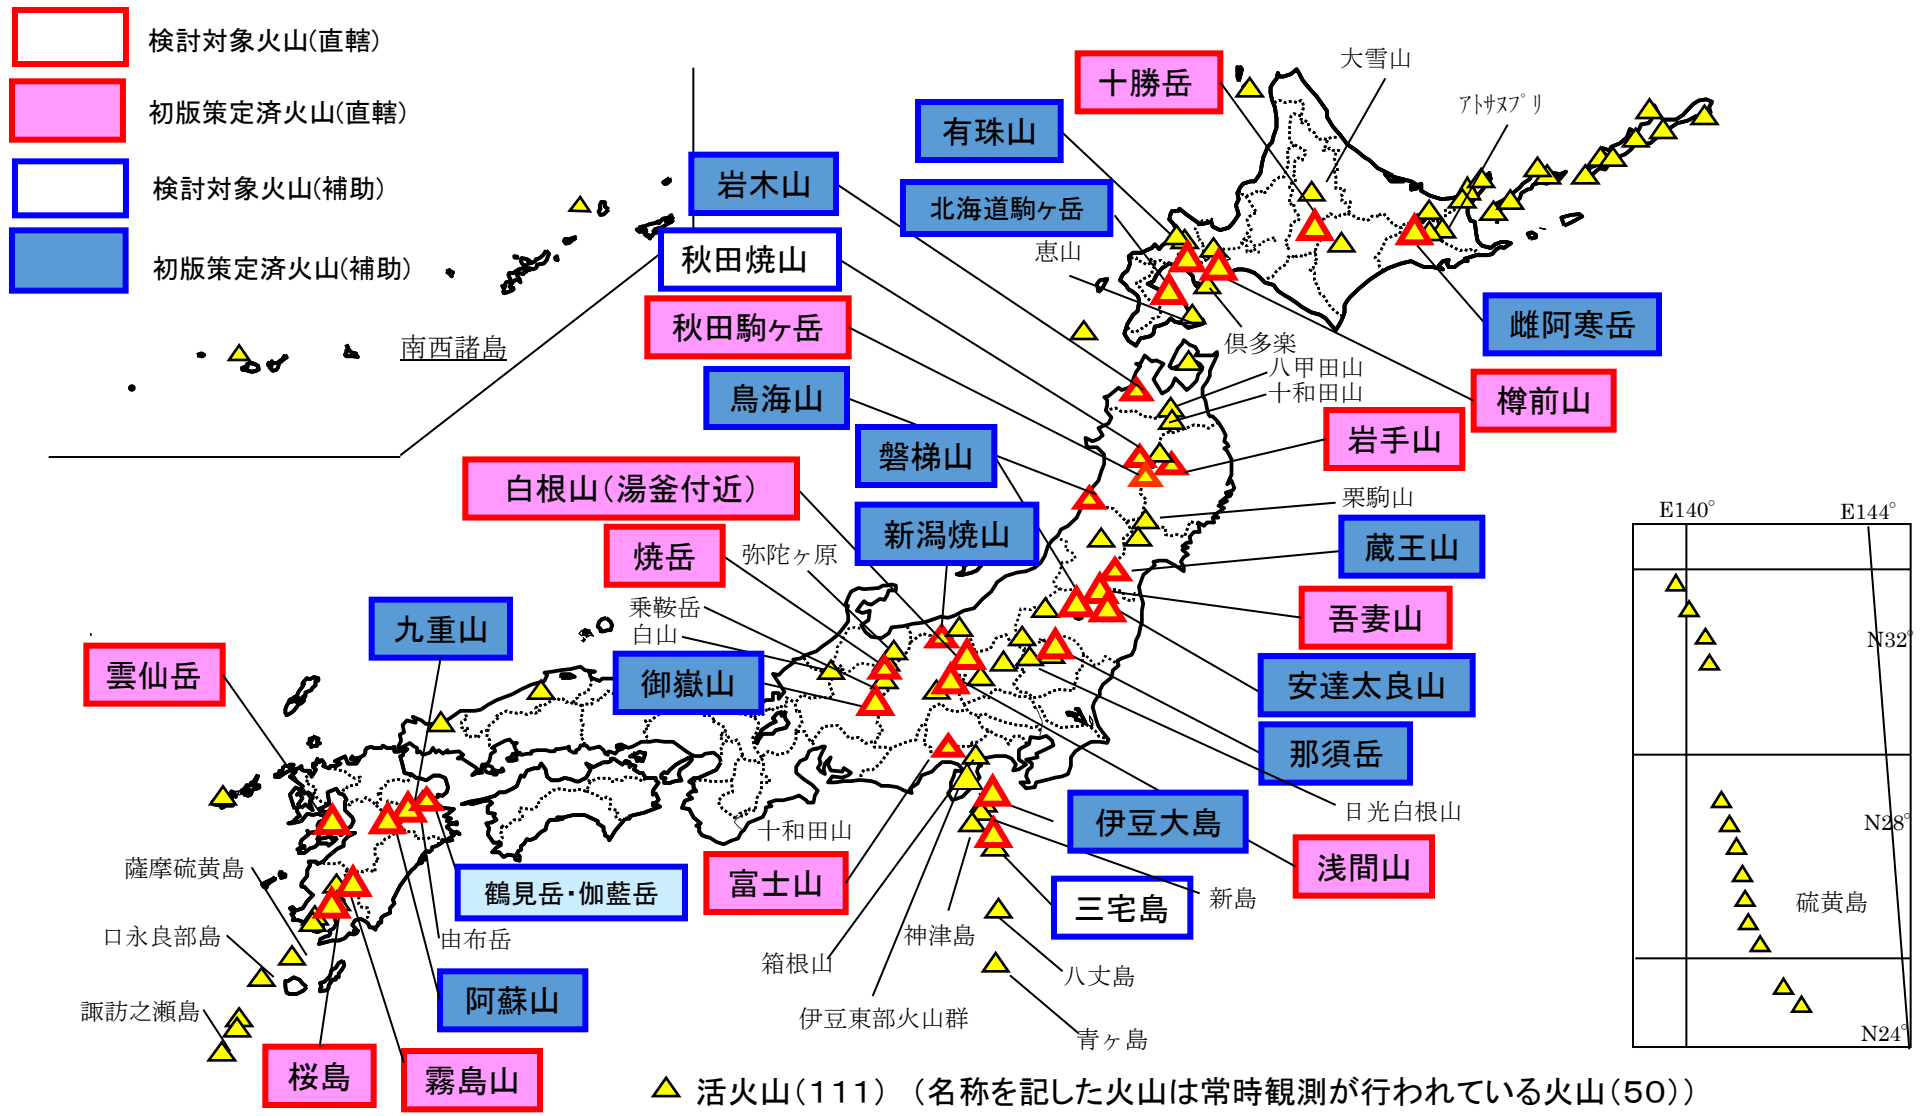 検討対象火山(直轄)
初版策定済火山(直轄)
検討対象火山(補助)
初版策定済火山(補助)
南西諸島
十勝岳
大雪山
ｱﾄｻﾇﾌﾟﾘ
有珠山
岩木山
北海道駒ヶ岳
恵山
秋田焼山
秋田駒ヶ岳
雌阿寒岳
倶多楽
八甲田山
十和田山
樽前山
鳥海山
岩手山
磐梯山
白根山（湯釜付近）
栗駒山
新潟焼山
蔵王山
焼岳
弥陀ヶ原
乗鞍岳
白山
吾妻山
九重山
雲仙岳
御嶽山
安達太良山
那須岳
日光白根山
伊豆大島
十和田山
浅間山
富士山
薩摩硫黄島
鶴見岳・伽藍岳
三宅島
新島
神津島
口永良部島
由布岳
箱根山
八丈島
阿蘇山
諏訪之瀬島
伊豆東部火山群
青ヶ島
桜島
霧島山
E140°
E144°
N32°
N28°
硫黄島
N24°
活火山（111）（名称を記した火山は常時観測が行われている火山（50））